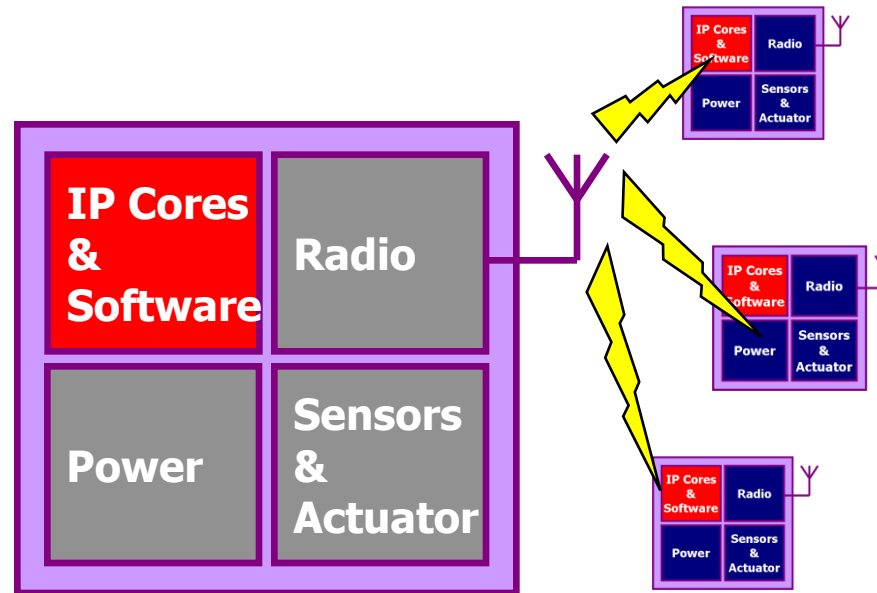 IP Cores
&
Software
Radio
Power
Sensors
&
Actuator
IP Cores
&
Software
Radio
Power
Sensors
&
Actuator
IP Cores
&
Software
Radio
Power
Sensors
&
Actuator
IP Cores
&
Software
Radio
Power
Sensors
&
Actuator